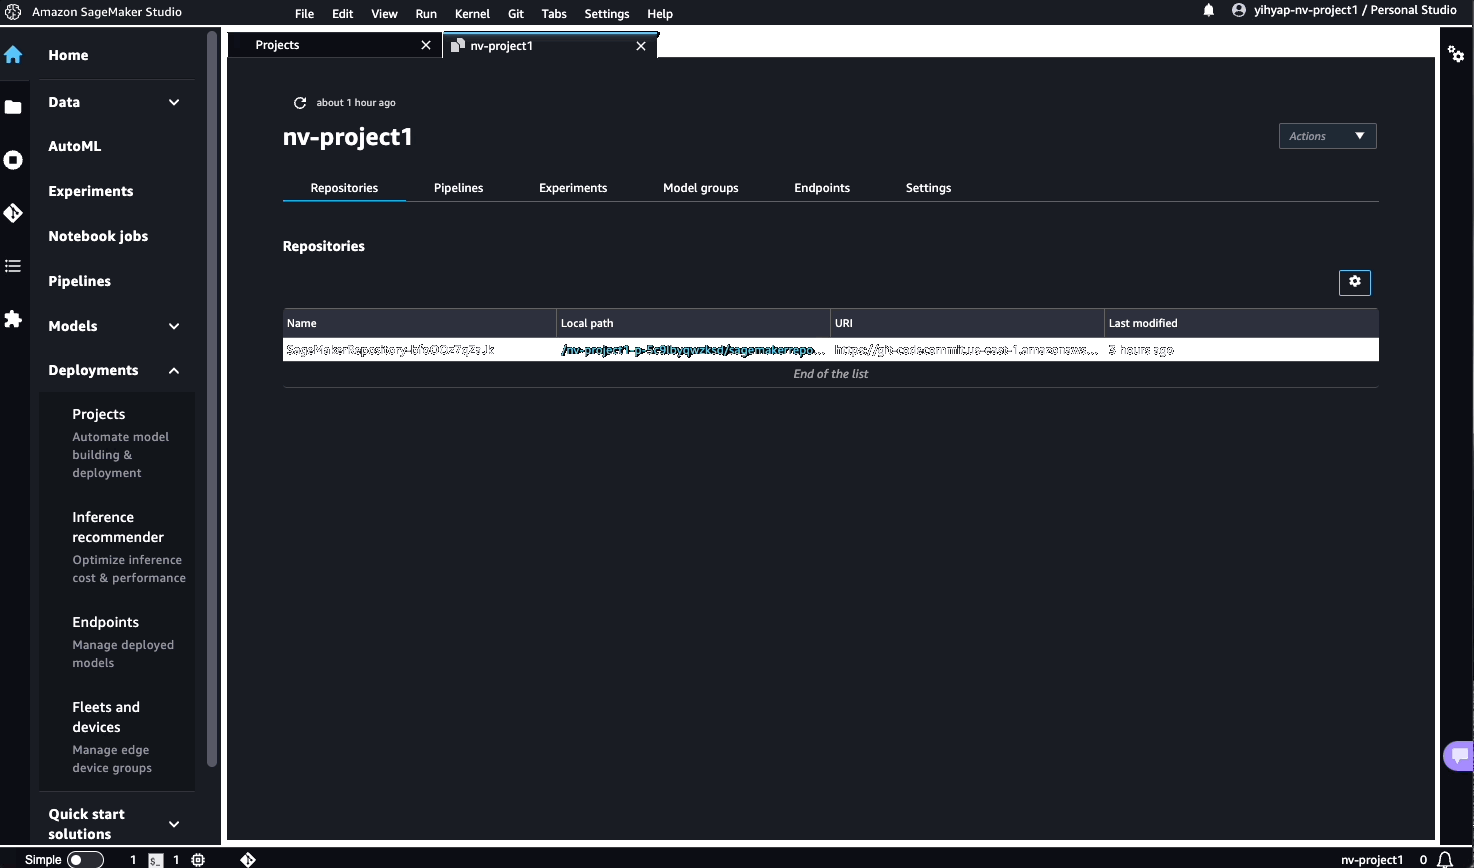 Amazon SageMaker Studio
File Edit View Run Kernel Git Tabs Settings Help
yihyap-nv-project1 / Personal Studio
Home
Data
AutoML
Experiments
Notebook jobs
Pipelines
Models
Deployments
Projects
Automate model
building &
deployment
Inference
recommender
Optimize inference
cost & performance
Endpoints
Manage deployed
models
Fleets and
devices
Manage edge
device groups
Quick start
solutions
Projects
nv-project1
about 1 hour ago
nv-project1
Actions
Repositories Pipelines Experiments Model groups Endpoints Settings
Repositories
Name Local path URI Last modified
3 hours ago
End of the list
Simple 1 $_ 1
nv-project1 0